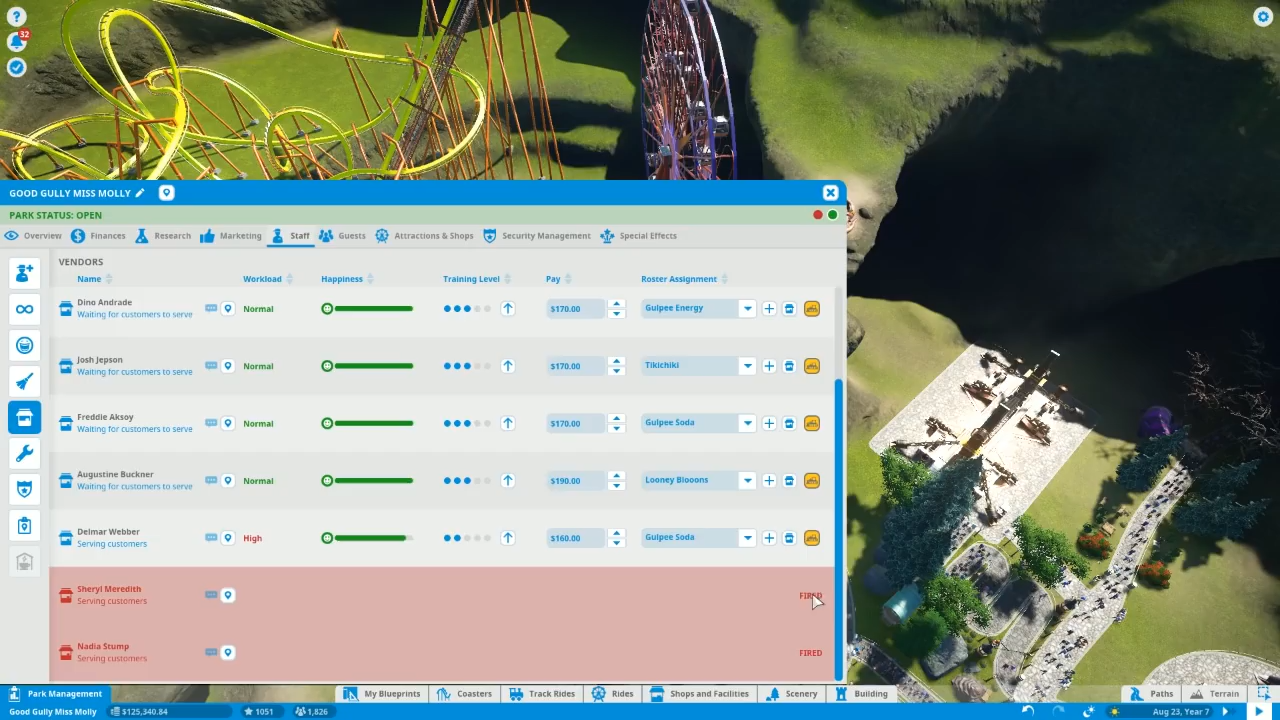 ?
32
GOOD GULLY MISS MOLLY
PARK STATUS: OPEN
Overview
Finances
Research
Marketing
Staff
Guests
Attractions & Shops
Security Management
Special Effects
VENDORS
Name
Workload
Happiness
Training Level
Pay
Roster Assignment
Dino Andrade
Waiting for customers to serve
Normal
$170.00
Gulpee Energy
Josh Jepson
Waiting for customers to serve
Normal
$170.00
Tikichiki
Freddie Aksoy
Waiting for customers to serve
Normal
$170.00
Gulpee Soda
Augustine Buckner
Waiting for customers to serve
Normal
$190.00
Looney Blooons
Delmar Webber
Serving customers
High
$160.00
Gulpee Soda
Sheryl Meredith
Serving customers
FIRED
Nadia Stump
Serving customers
FIRED
Park Management
My Blueprints
Coasters
Track Rides
Rides
Shops and Facilities
Scenery
Building
Paths
Terrain
Good Gully Miss Molly
$125,340.84
1051
1,826
Aug 23, Year 7